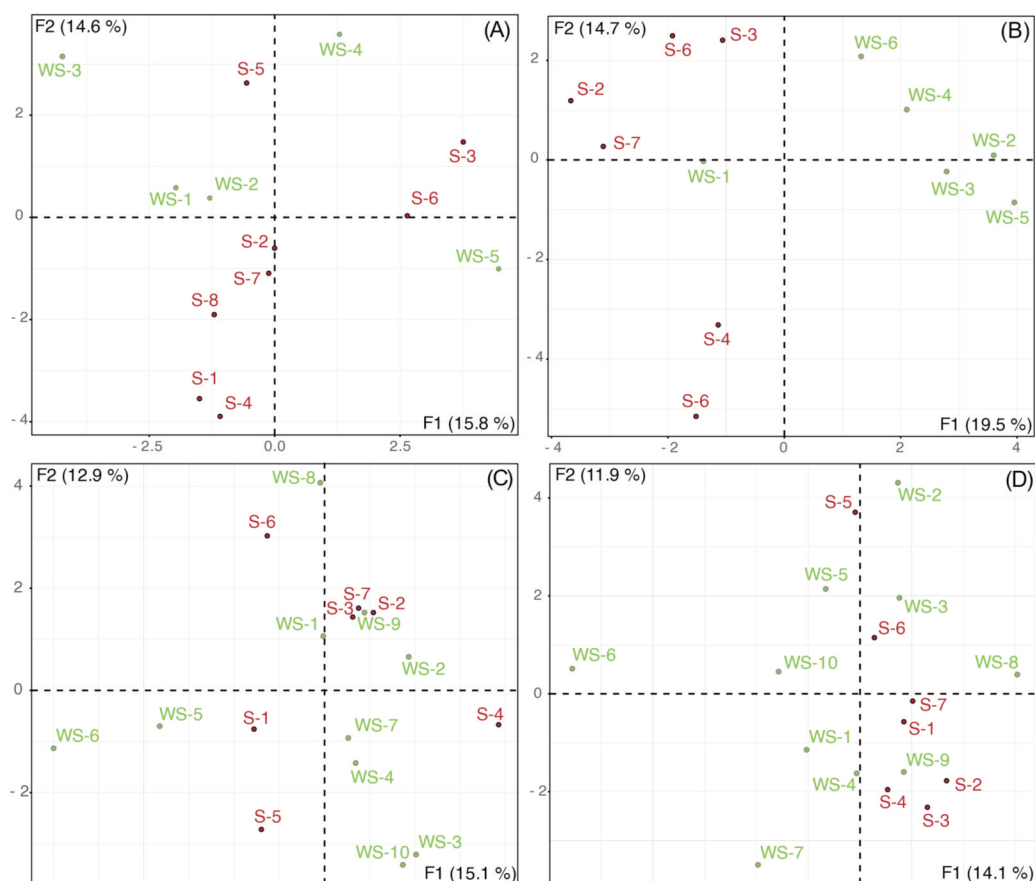 F2 (14.6 %)
(A)
WS-4
WS-3
S-5
2
S-3
WS-1
WS-2
S-6
0
S-2
WS-5
S-7
S-8
- 2
S-1
S-4
- 4
F1 (15.8 %)
-2.5
0.0
2.5
F2 (14.7 %)
(B)
2
S-6
S-3
WS-6
S-2
WS-4
S-7
WS-2
0
WS-1
WS-3
WS-5
- 2
S-4
- 4
S-6
F1 (19.5 %)
-4
-2
0
2
4
F2 (12.9 %)
(C)
4
WS-8
S-6
2
S-7
S-3
S-2
WS-1
WS-9
WS-2
0
WS-5
S-1
S-4
WS-6
WS-7
WS-4
- 2
S-5
WS-3
WS-10
F1 (15.1 %)
F2 (11.9 %)
(D)
4
S-5
WS-2
WS-5
2
WS-3
S-6
WS-6
WS-10
WS-8
0
S-7
S-1
WS-1
WS-9
WS-4
S-2
- 2
S-4
S-3
WS-7
F1 (14.1 %)